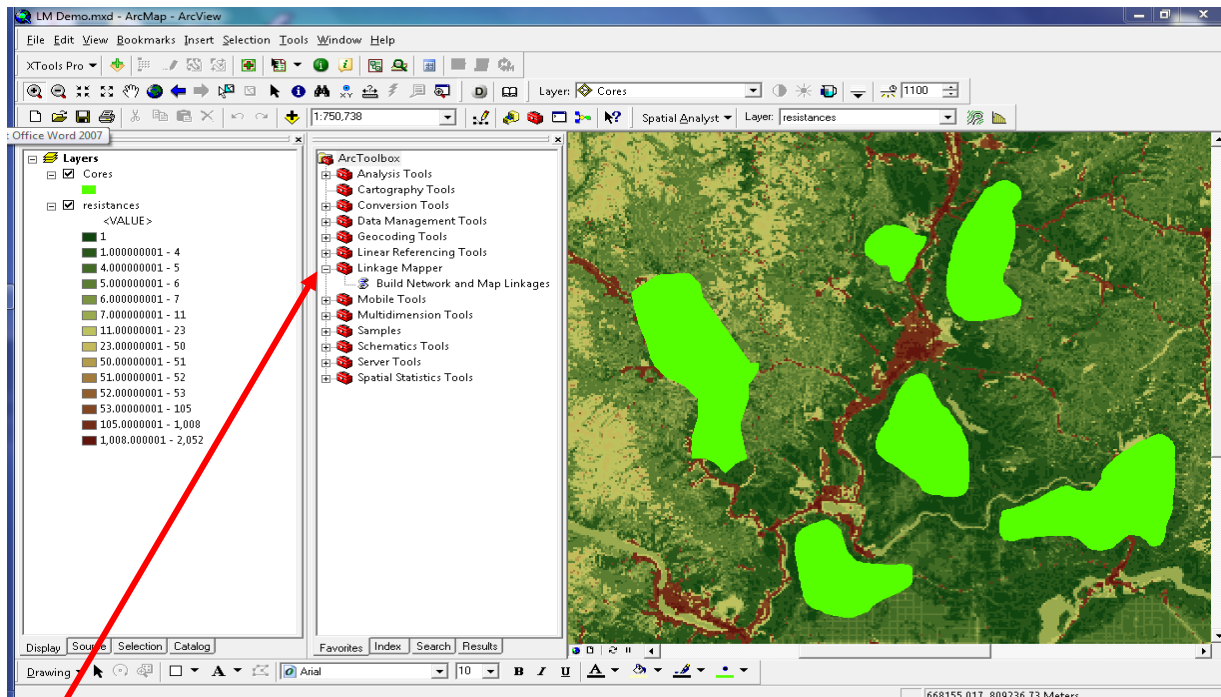 LM Demo.mxd - ArcMap - ArcView
File Edit View Bookmarks Insert Selection Tools Window Help
XTools Pro
Layer: Cores 1100
1:750,738 Spatial Analyst Layer: resistances
Office Word 2007
Layers
Cores
resistances
<VALUE>
1
1.000000001 - 4
4.000000001 - 5
5.000000001 - 6
6.000000001 - 7
7.000000001 - 11
11.00000001 - 23
23.00000001 - 50
50.00000001 - 51
51.00000001 - 52
52.00000001 - 53
53.00000001 - 105
105.0000001 - 1,008
1,008.000001 - 2,052
Display Source Selection Catalog
ArcToolbox
Analysis Tools
Cartography Tools
Conversion Tools
Data Management Tools
Geocoding Tools
Linear Referencing Tools
Linkage Mapper
Build Network and Map Linkages
Mobile Tools
Multidimension Tools
Samples
Schematics Tools
Server Tools
Spatial Statistics Tools
Favorites Index Search Results
Drawing A Arial 10 B I U A
668155.017 809236.73 Meters